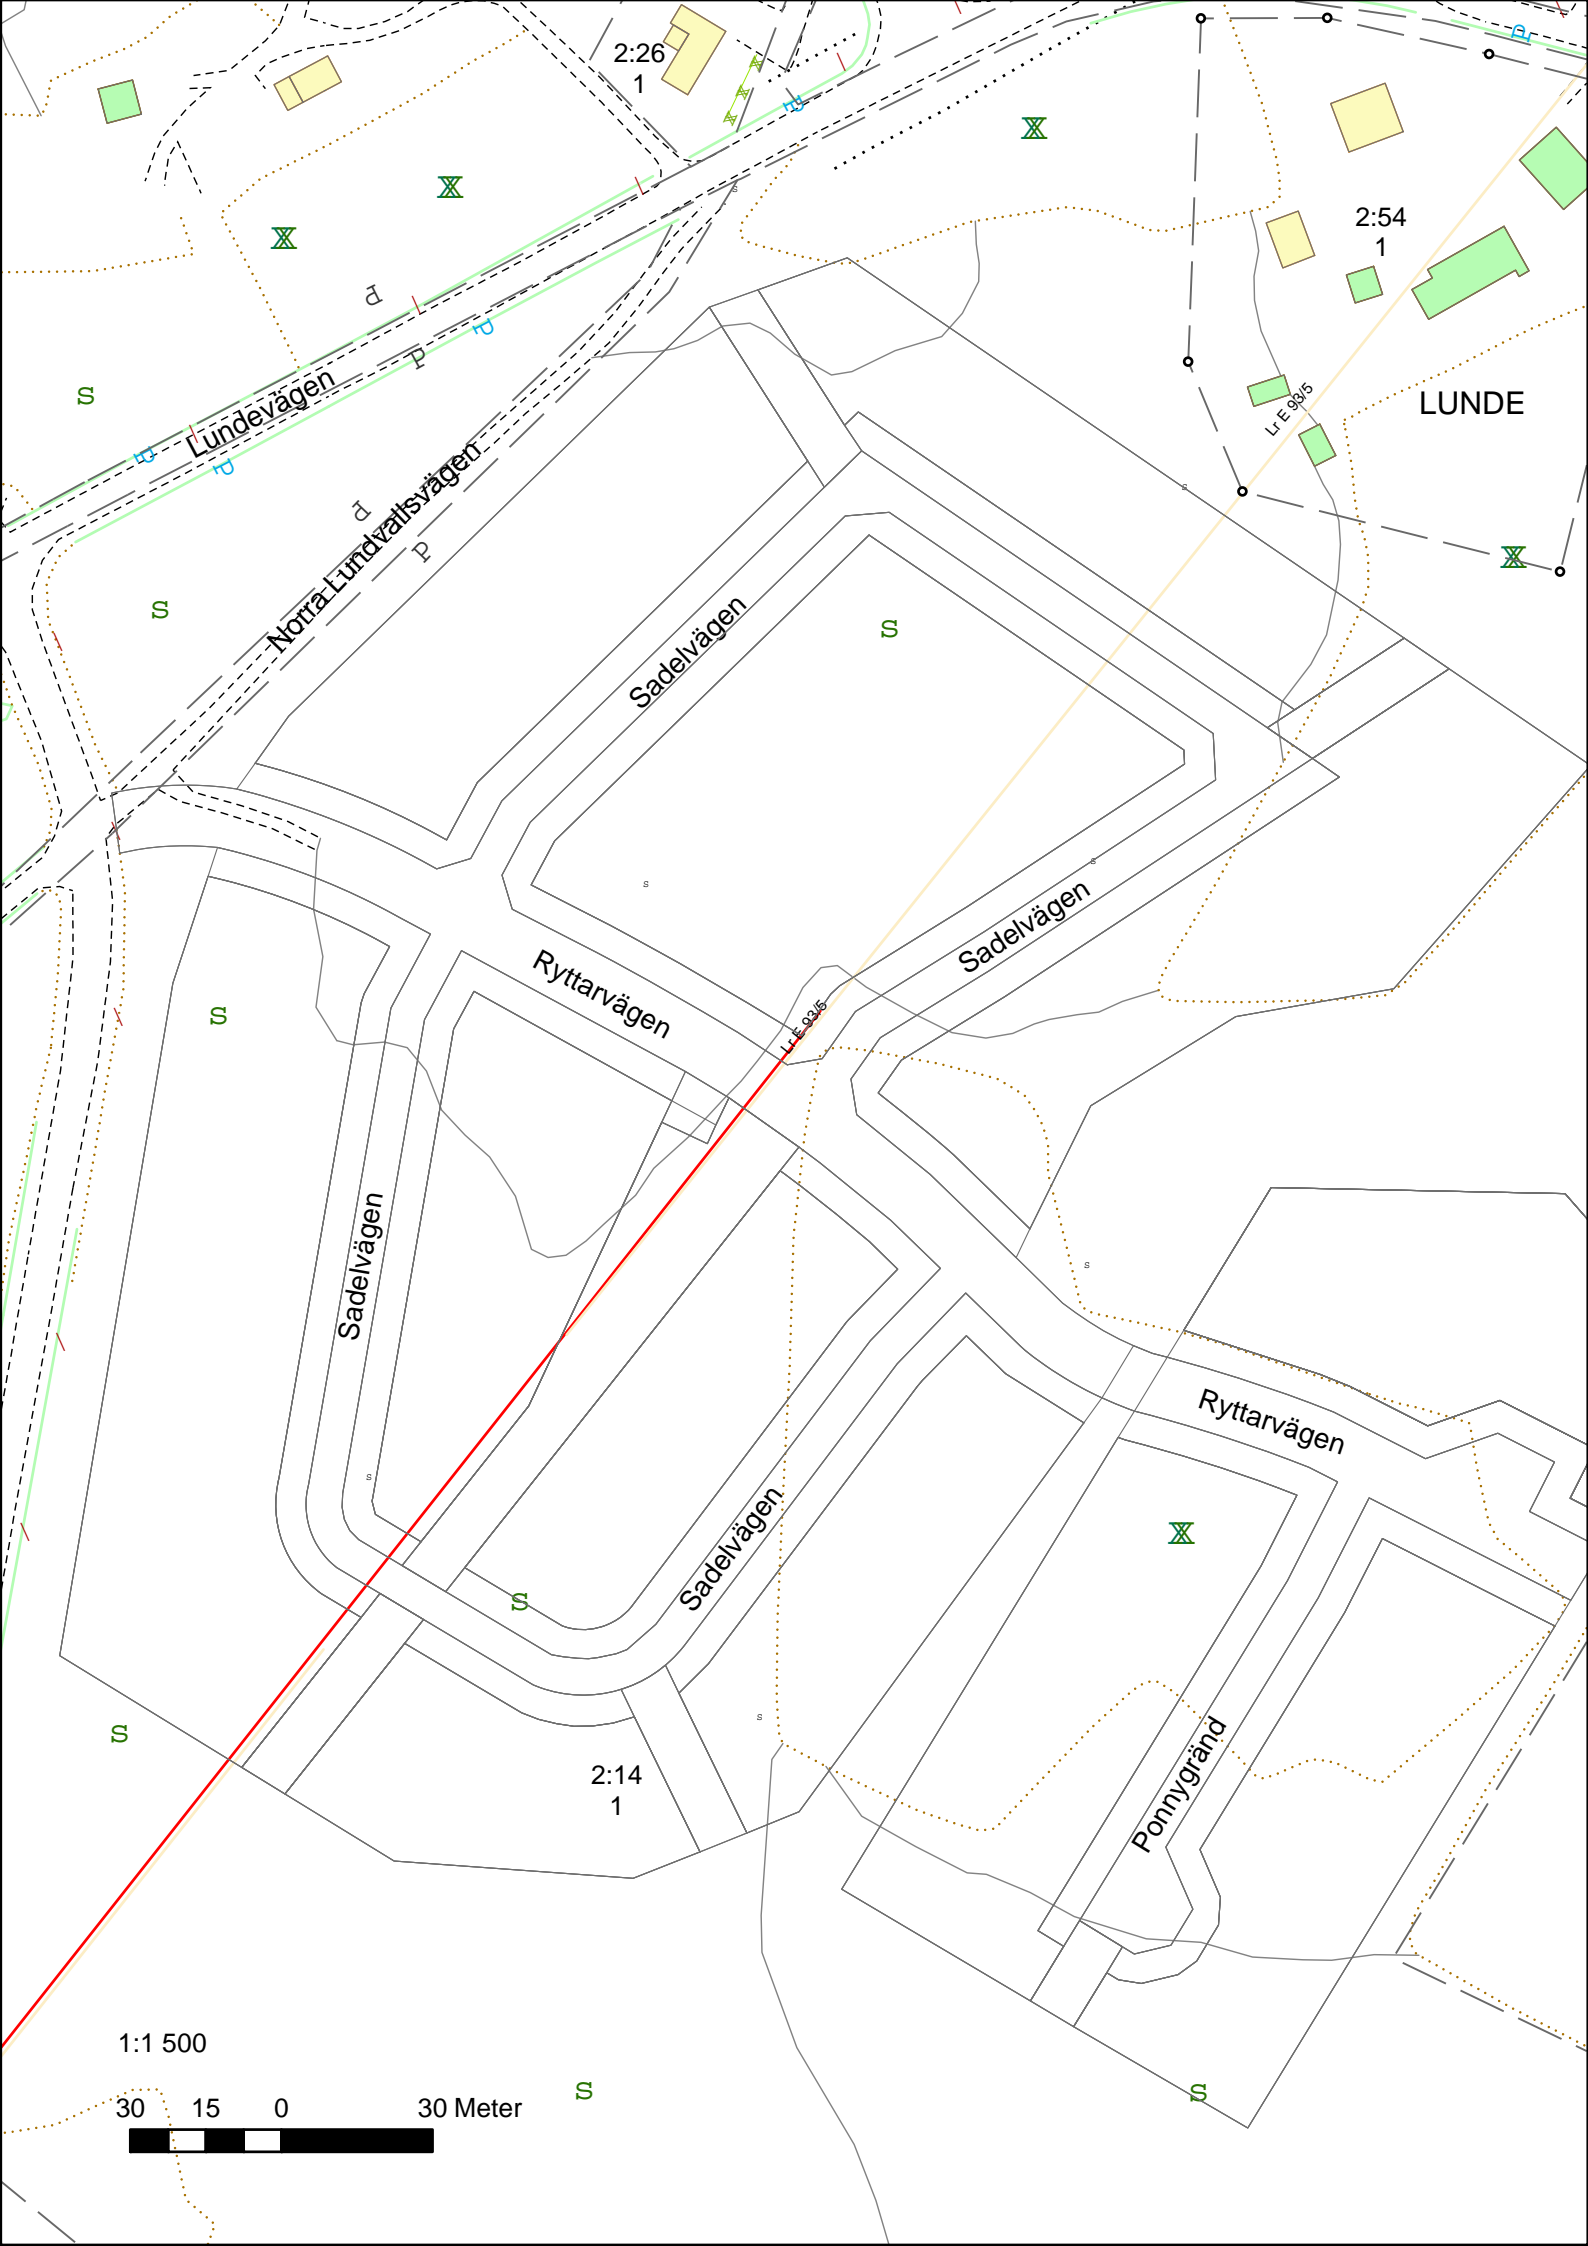 2:26
1
2:54
1
LUNDE
Lr E 93/5
Lundevägen
Norra Lundvallsvägen
Sadelvägen
Sadelvägen
Ryttarvägen
Lr E 93/5
Sadelvägen
Ryttarvägen
Sadelvägen
Ponnygränd
2:14
1
1:1 500
30 15 0 30 Meter